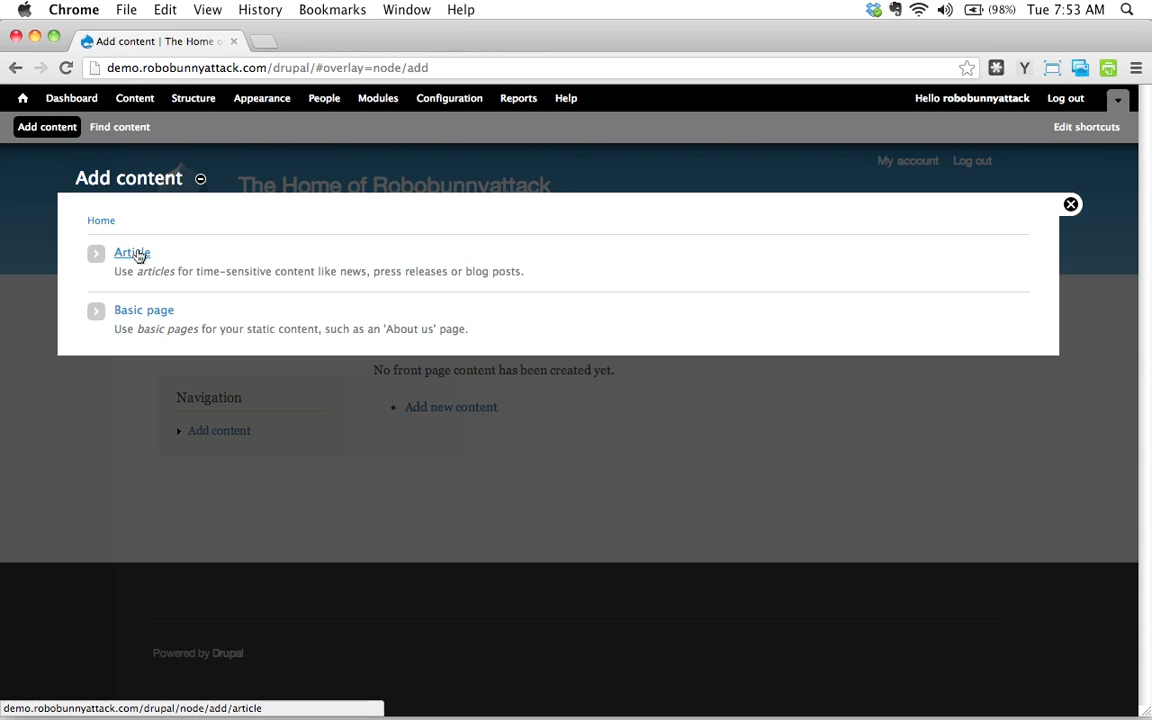 Chrome File Edit View History Bookmarks Window Help (98%) Tue 7:53 AM
Add content | The Home o
demo.robobunnyattack.com/drupal/#overlay=node/add
Dashboard Content Structure Appearance People Modules Configuration Reports Help Hello robobunnyattack Log out
Add content Find content Edit shortcuts
My account Log out
Add content
The Home of Robobunnyattack
Home
Article
Use articles for time-sensitive content like news, press releases or blog posts.
Basic page
Use basic pages for your static content, such as an 'About us' page.
No front page content has been created yet.
Navigation
Add new content
Add content
Powered by Drupal
demo.robobunnyattack.com/drupal/node/add/article